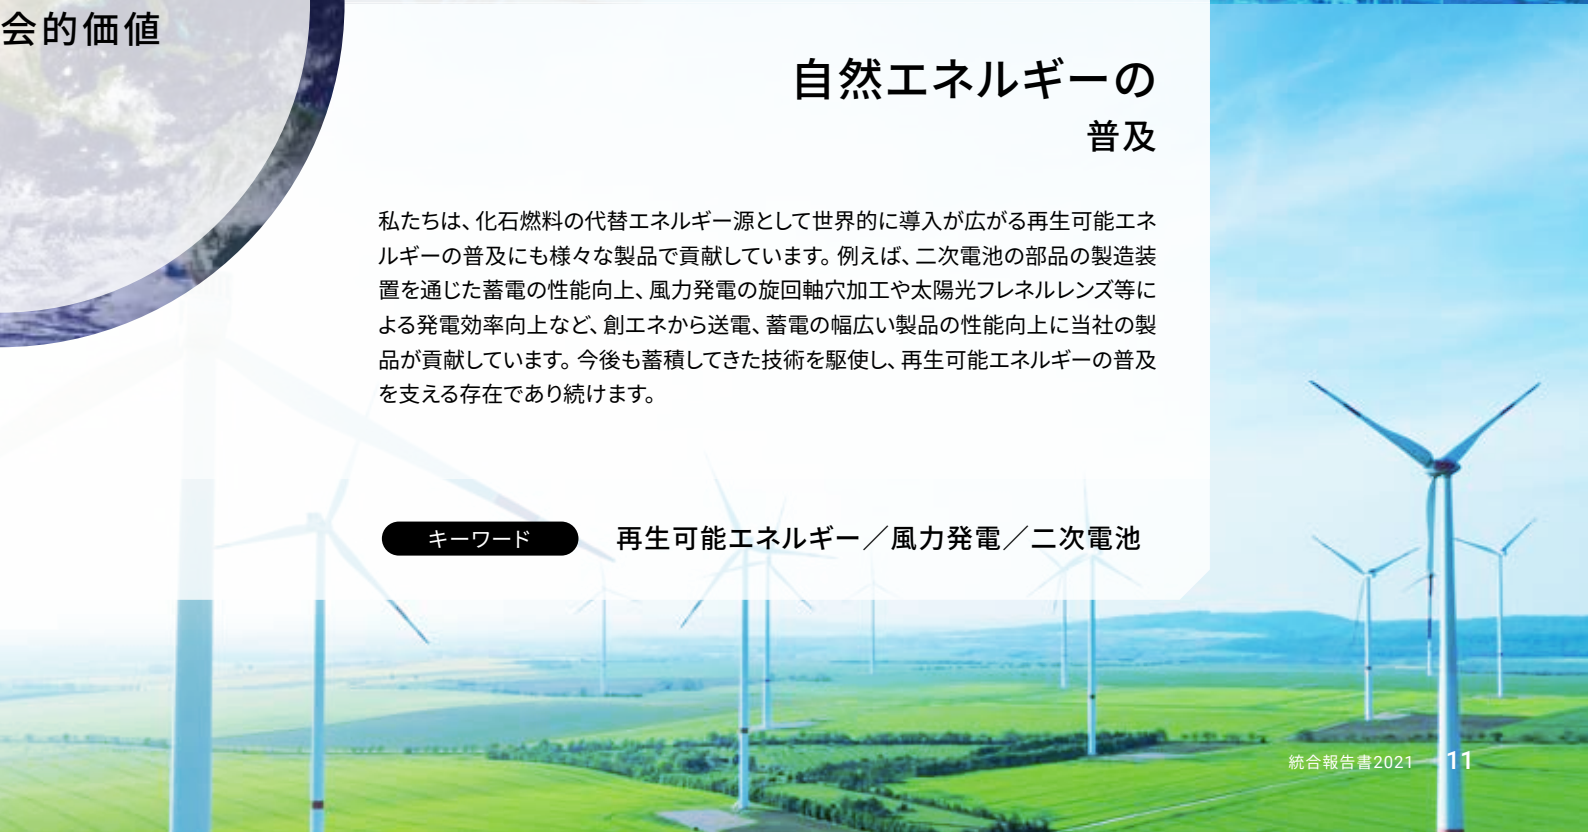 会的価値
自然エネルギーの
普及
私たちは、化石燃料の代替エネルギー源として世界的に導入が広がる再生可能エネ
ルギーの普及にも様々な製品で貢献しています。例えば、二次電池の部品の製造装
置を通じた蓄電の性能向上、風力発電の旋回軸穴加工や太陽光フレネルレンズ等に
よる発電効率向上など、創エネから送電、蓄電の幅広い製品の性能向上に当社の製
品が貢献しています。今後も蓄積してきた技術を駆使し、再生可能エネルギーの普及
を支える存在であり続けます。
キーワード 再生可能エネルギー／風力発電／二次電池
統合報告書2021 11